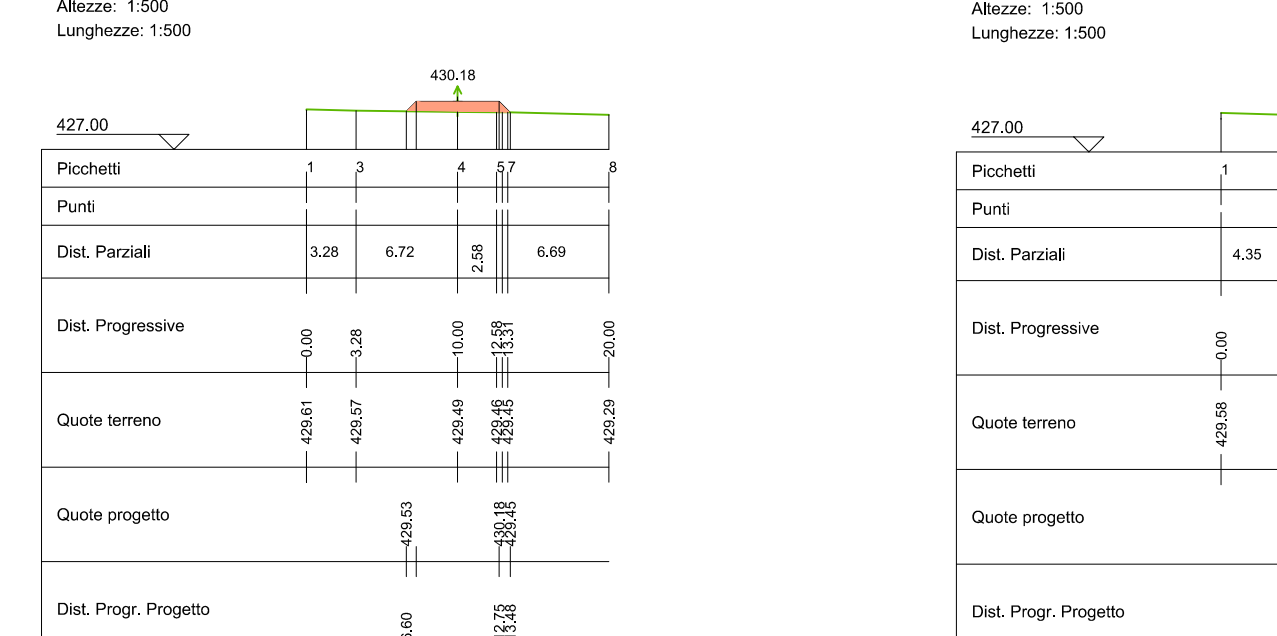 Altezze: 1:500
Lunghezze: 1:500
430.18
427.00
Picchetti 1 3 4 5 7 8
Punti
Dist. Parziali 3.28 6.72 2.58 6.69
Dist. Progressive 0.00 3.28 10.00 12.58 13.31 20.00
Quote terreno 429.61 429.57 429.49 429.46 429.45 429.29
Quote progetto 429.53 430.18 429.45
Dist. Progr. Progetto
Altezze: 1:500
Lunghezze: 1:500
427.00
Picchetti 1
Punti
Dist. Parziali 4.35
Dist. Progressive 0.00
Quote terreno 429.58
Quote progetto
Dist. Progr. Progetto